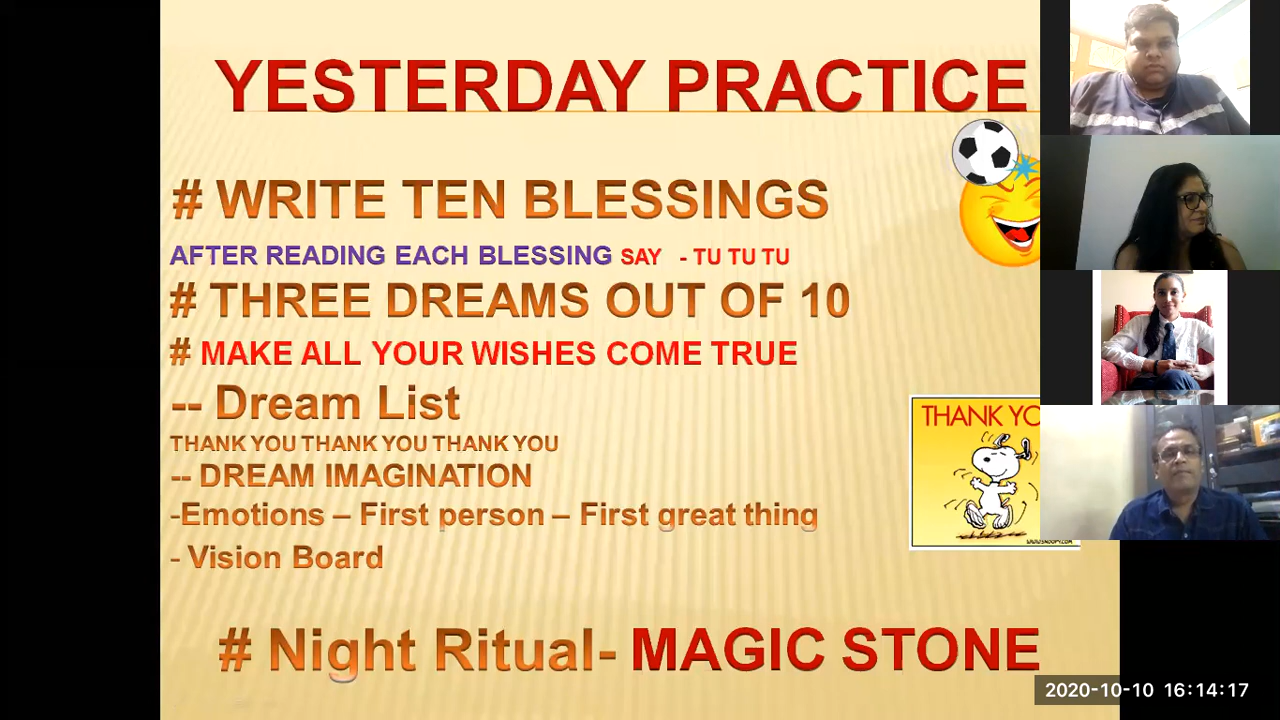 YESTERDAY PRACTICE
# WRITE TEN BLESSINGS
AFTER READING EACH BLESSING SAY - TU TU TU
# THREE DREAMS OUT OF 10
# MAKE ALL YOUR WISHES COME TRUE
-- Dream List
THANK YOU THANK YOU THANK YOU
-- DREAM IMAGINATION
-Emotions – First person – First great thing
- Vision Board
THANK YO
# Night Ritual- MAGIC STONE
2020-10-10 16:14:17